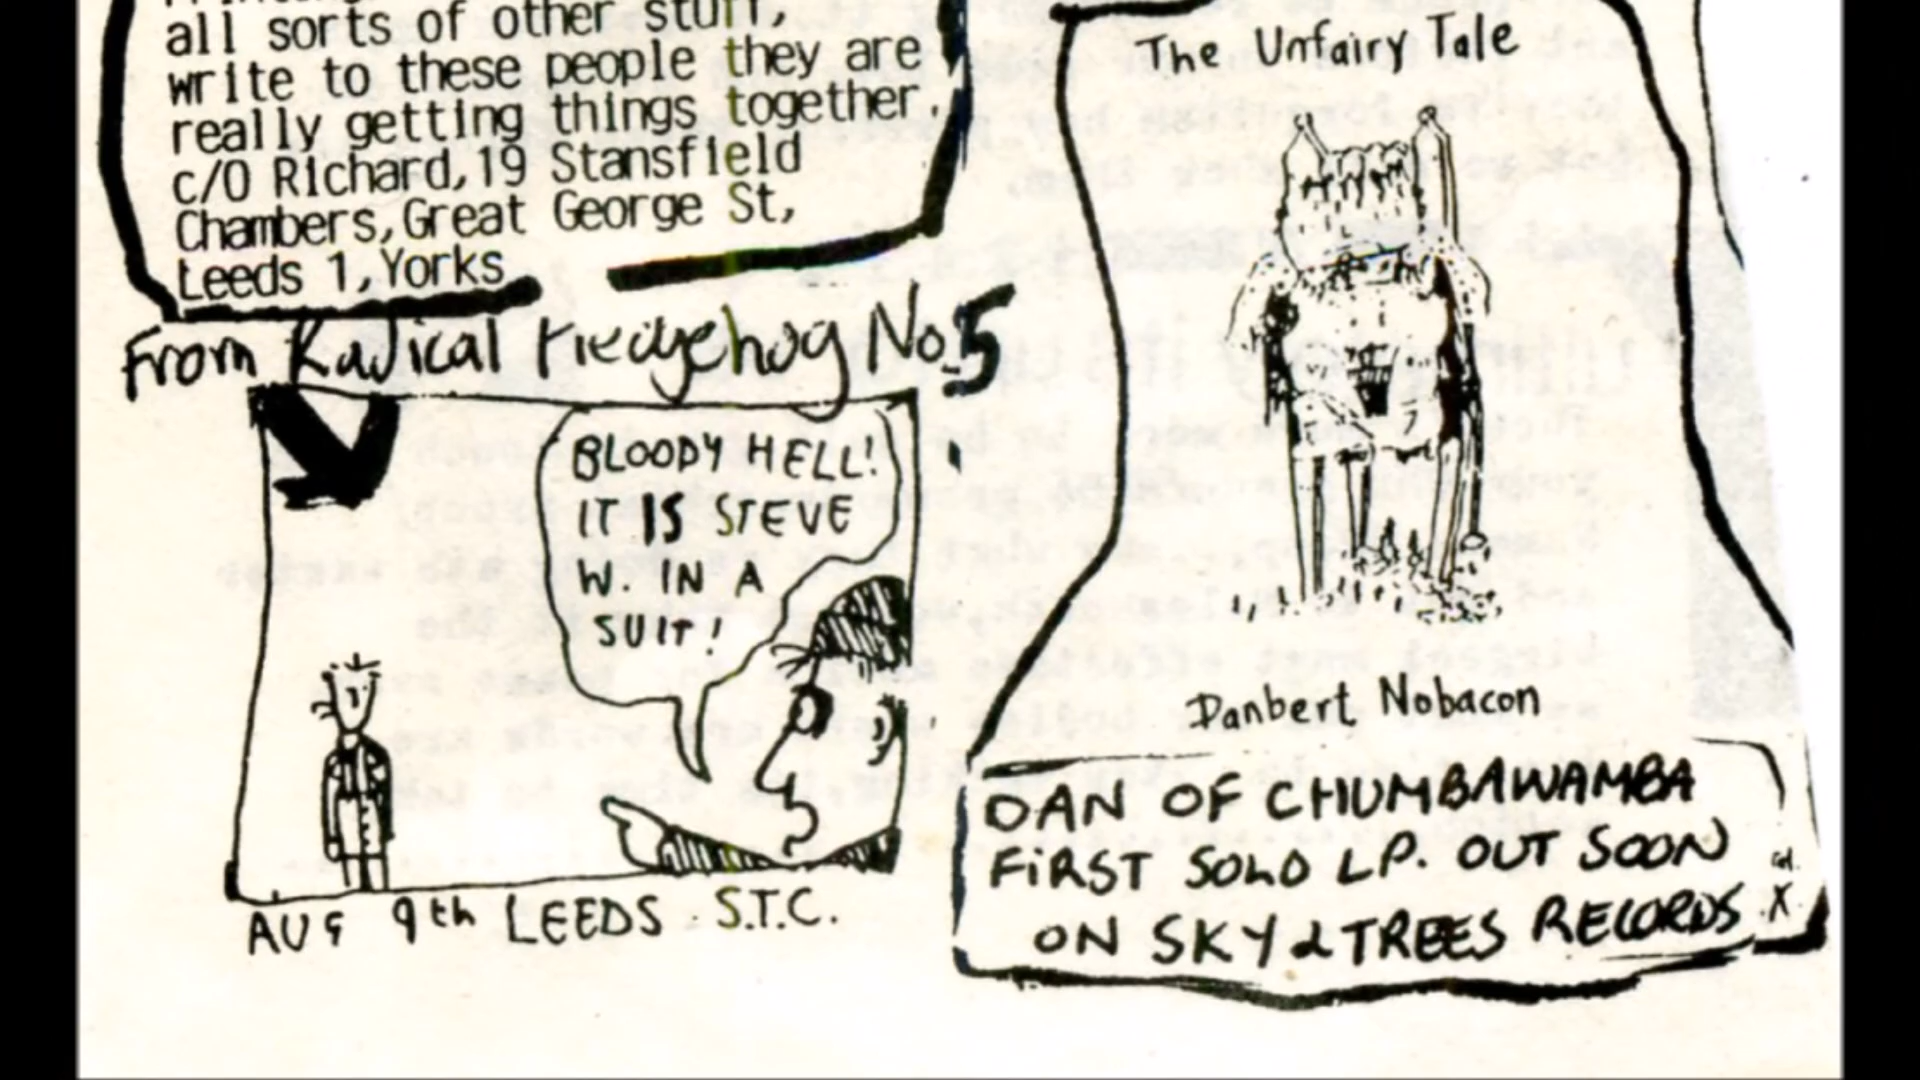 all sorts of other stuff,
write to these people they are
really getting things together.
c/O Richard,19 Stansfield
Chambers,Great George St,
Leeds 1,Yorks
From Radical Hedgehog No.5
BLOODY HELL!
IT IS STEVE
W. IN A
SUIT!
AUG 9th LEEDS. S.T.C.
The Unfairy Tale
Danbert Nobacon
DAN OF CHUMBAWAMBA
FIRST SOLO LP. OUT SOON
ON SKY & TREES RECORDS
X